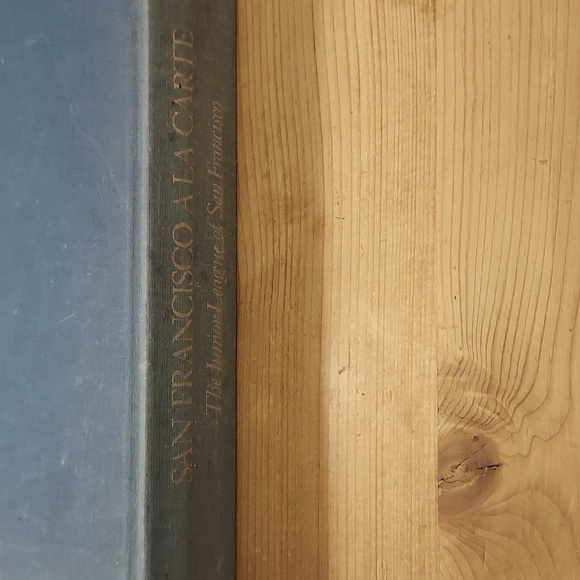 SAN FRANCISCO A LA CARTE
The Junior League of San Francisco